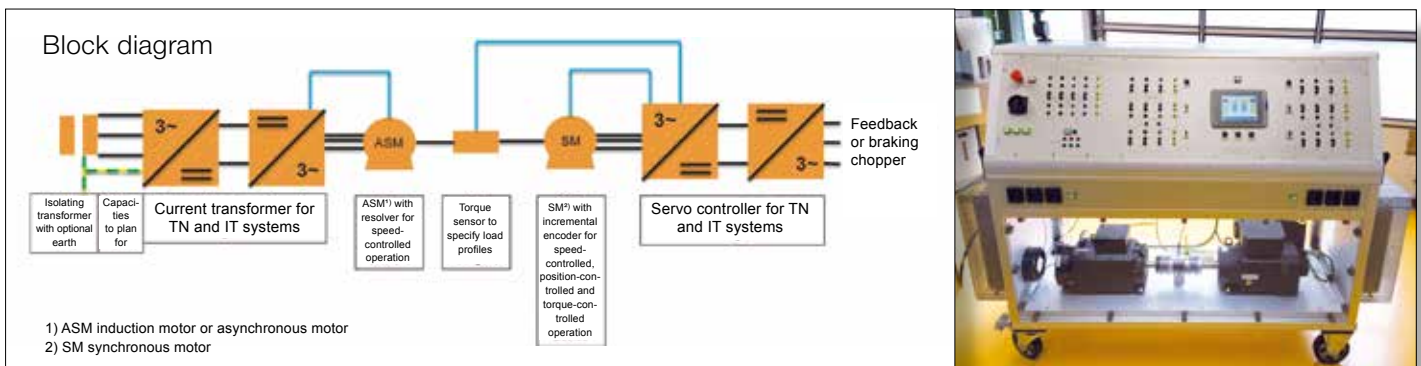 Block diagram
3~
3~
ASM
SM
3~
3~
Feedback
or braking
chopper
Isolating
transformer
with optional
earth
Capaci-
ties
to plan
for
Current transformer for
TN and IT systems
ASM¹) with
resolver for
speed-
controlled
operation
Torque
sensor to
specify load
profiles
SM²) with
incremental
encoder for
speed-
controlled,
position-con-
trolled and
torque-con-
trolled
operation
Servo controller for TN
and IT systems
1) ASM induction motor or asynchronous motor
2) SM synchronous motor